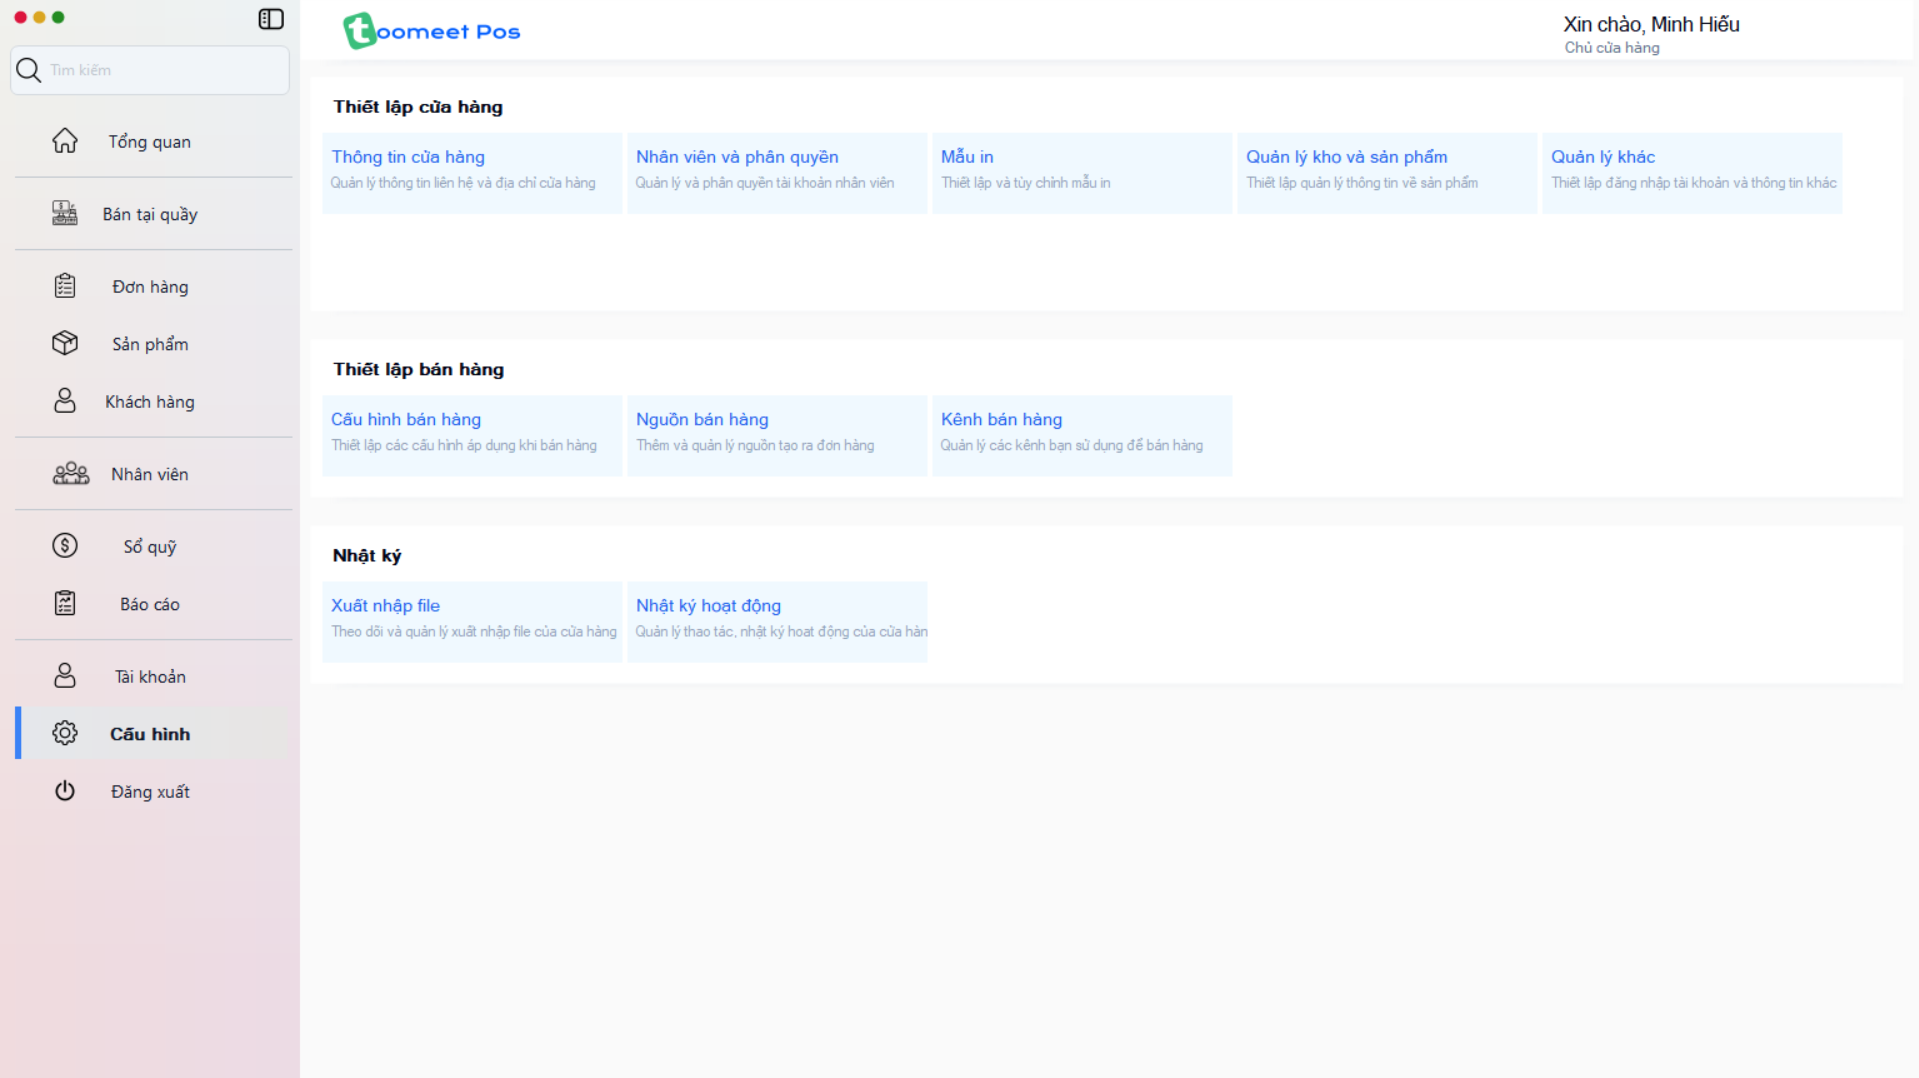 Tìm kiếm
Tổng quan
Bán tại quầy
Đơn hàng
Sản phẩm
Khách hàng
Nhân viên
Sổ quỹ
Báo cáo
Tài khoản
Cấu hình
Đăng xuất
toomeet Pos
Xin chào, Minh Hiếu
Chủ cửa hàng
Thiết lập cửa hàng
Thông tin cửa hàng
Quản lý thông tin liên hệ và địa chỉ cửa hàng
Nhân viên và phân quyền
Quản lý và phân quyền tài khoản nhân viên
Mẫu in
Thiết lập và tùy chỉnh mẫu in
Quản lý kho và sản phẩm
Thiết lập quản lý thông tin về sản phẩm
Quản lý khác
Thiết lập đăng nhập tài khoản và thông tin khác
Thiết lập bán hàng
Cấu hình bán hàng
Thiết lập các cấu hình áp dụng khi bán hàng
Nguồn bán hàng
Thêm và quản lý nguồn tạo ra đơn hàng
Kênh bán hàng
Quản lý các kênh bạn sử dụng để bán hàng
Nhật ký
Xuất nhập file
Theo dõi và quản lý xuất nhập file của cửa hàng
Nhật ký hoạt động
Quản lý thao tác, nhật ký hoat động của cửa hàn